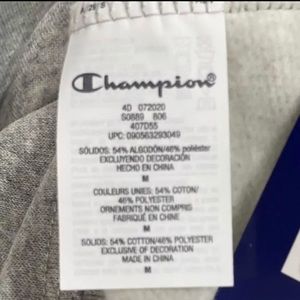 Champion
4D 072020
S0889 806
407D55
UPC: 090563293049
SÓLIDOS: 54% ALGODÓN/46% poliéster
EXCLUYENDO DECORACIÓN
HECHO EN CHINA
M
COULEURS UNIES: 54% COTON/
46% POLYESTER
ORNEMENTS NON COMPRIS
FABRIQUÉ EN CHINE
M
SOLIDS: 54% COTTON/46% POLYESTER
EXCLUSIVE OF DECORATION
MADE IN CHINA
M